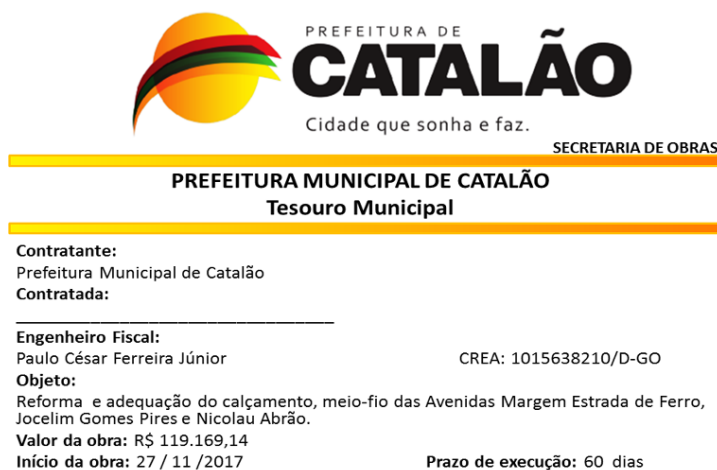 PREFEITURA DE
CATALÃO
Cidade que sonha e faz.
SECRETARIA DE OBRAS
PREFEITURA MUNICIPAL DE CATALÃO
Tesouro Municipal
Contratante:
Prefeitura Municipal de Catalão
Contratada:
__________________________________
Engenheiro Fiscal:
Paulo César Ferreira Júnior CREA: 1015638210/D-GO
Objeto:
Reforma e adequação do calçamento, meio-fio das Avenidas Margem Estrada de Ferro,
Jocelim Gomes Pires e Nicolau Abrão.
Valor da obra: R$ 119.169,14
Início da obra: 27 / 11 /2017 Prazo de execução: 60 dias